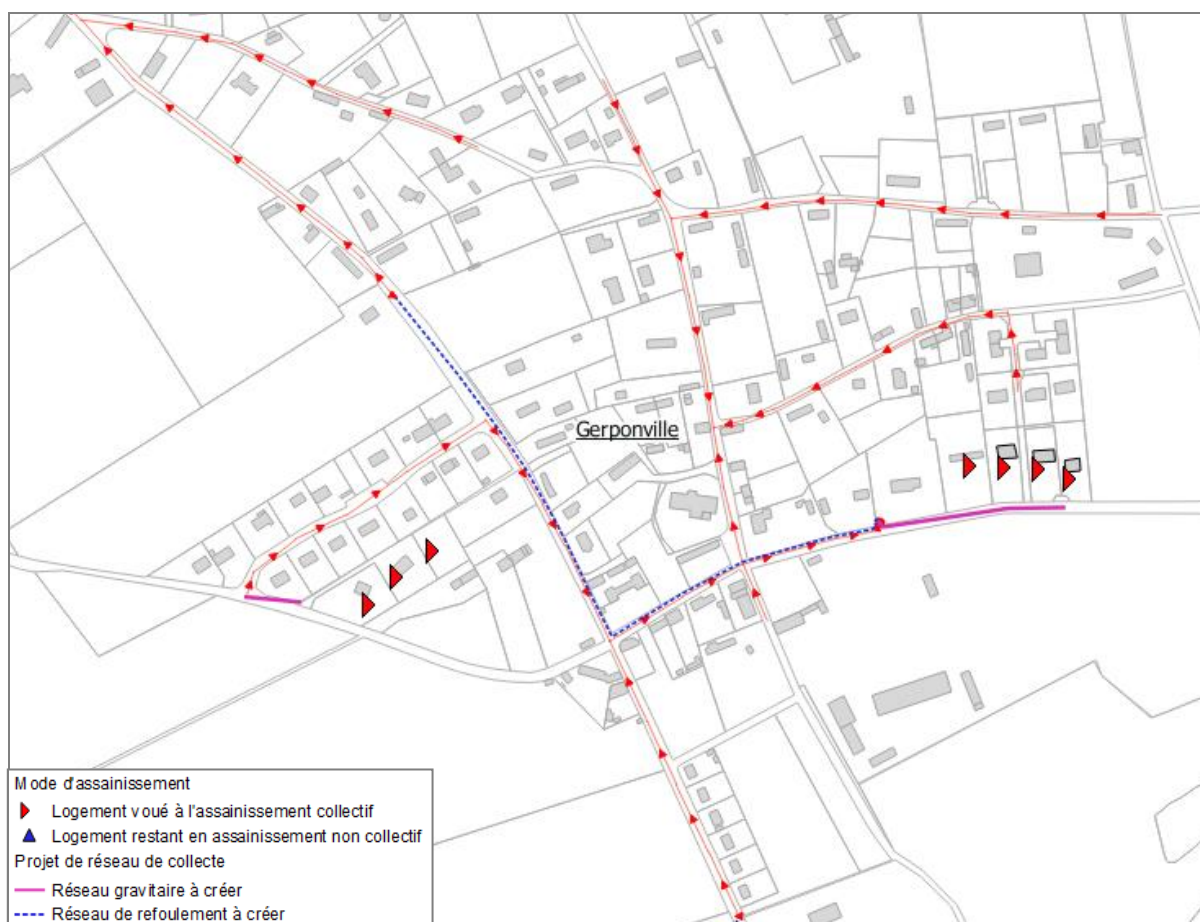 Gerponville
Mode d'assainissement
Logement voué à l'assainissement collectif
Logement restant en assainissement non collectif
Projet de réseau de collecte
Réseau gravitaire à créer
Réseau de refoulement à créer